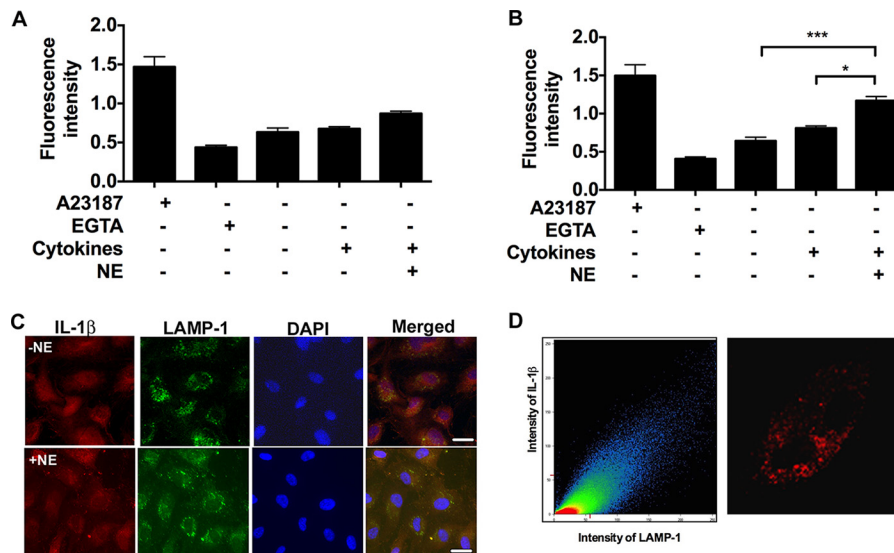 A
Fluorescence
intensity
2.0
1.5
1.0
0.5
0.0
A23187 + - - - -
EGTA - + - - -
Cytokines - - - + +
NE - - - - +
B
Fluorescence
intensity
2.0
1.5
1.0
0.5
0.0
***
*
A23187 + - - - -
EGTA - + - - -
Cytokines - - - + +
NE - - - - +
C
IL-1β LAMP-1 DAPI Merged
-NE
+NE
D
Intensity of IL-1β
Intensity of LAMP-1